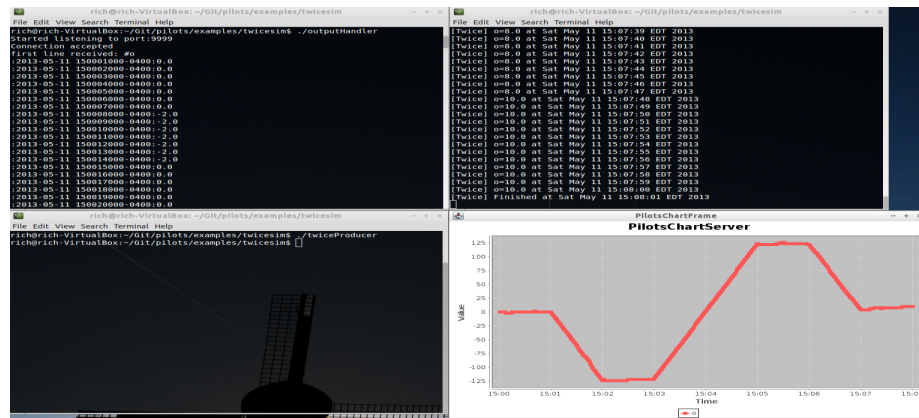 rich@rich-VirtualBox: ~/Git/pilots/examples/twicesim
File Edit View Search Terminal Help
rich@rich-VirtualBox:~/Git/pilots/examples/twicesim$ ./outputHandler
Started listening to port:9999
Connection accepted
first line received: #o
:2013-05-11 150001000-0400:0.0
:2013-05-11 150002000-0400:0.0
:2013-05-11 150003000-0400:0.0
:2013-05-11 150004000-0400:0.0
:2013-05-11 150005000-0400:0.0
:2013-05-11 150006000-0400:0.0
:2013-05-11 150007000-0400:0.0
:2013-05-11 150008000-0400:-2.0
:2013-05-11 150009000-0400:-2.0
:2013-05-11 150010000-0400:-2.0
:2013-05-11 150011000-0400:-2.0
:2013-05-11 150012000-0400:-2.0
:2013-05-11 150013000-0400:-2.0
:2013-05-11 150014000-0400:-2.0
:2013-05-11 150015000-0400:0.0
:2013-05-11 150016000-0400:0.0
:2013-05-11 150017000-0400:0.0
:2013-05-11 150018000-0400:0.0
:2013-05-11 150019000-0400:0.0
:2013-05-11 150020000-0400:0.0
rich@rich-VirtualBox: ~/Git/pilots/examples/twicesim
File Edit View Search Terminal Help
[Twice] o=8.0 at Sat May 11 15:07:39 EDT 2013
[Twice] o=8.0 at Sat May 11 15:07:40 EDT 2013
[Twice] o=8.0 at Sat May 11 15:07:41 EDT 2013
[Twice] o=8.0 at Sat May 11 15:07:42 EDT 2013
[Twice] o=8.0 at Sat May 11 15:07:43 EDT 2013
[Twice] o=8.0 at Sat May 11 15:07:44 EDT 2013
[Twice] o=8.0 at Sat May 11 15:07:45 EDT 2013
[Twice] o=8.0 at Sat May 11 15:07:46 EDT 2013
[Twice] o=8.0 at Sat May 11 15:07:47 EDT 2013
[Twice] o=10.0 at Sat May 11 15:07:48 EDT 2013
[Twice] o=10.0 at Sat May 11 15:07:49 EDT 2013
[Twice] o=10.0 at Sat May 11 15:07:50 EDT 2013
[Twice] o=10.0 at Sat May 11 15:07:51 EDT 2013
[Twice] o=10.0 at Sat May 11 15:07:52 EDT 2013
[Twice] o=10.0 at Sat May 11 15:07:53 EDT 2013
[Twice] o=10.0 at Sat May 11 15:07:54 EDT 2013
[Twice] o=10.0 at Sat May 11 15:07:55 EDT 2013
[Twice] o=10.0 at Sat May 11 15:07:56 EDT 2013
[Twice] o=10.0 at Sat May 11 15:07:57 EDT 2013
[Twice] o=10.0 at Sat May 11 15:07:58 EDT 2013
[Twice] o=10.0 at Sat May 11 15:07:59 EDT 2013
[Twice] o=10.0 at Sat May 11 15:08:00 EDT 2013
[Twice] Finished at Sat May 11 15:08:01 EDT 2013
rich@rich-VirtualBox: ~/Git/pilots/examples/twicesim
File Edit View Search Terminal Help
rich@rich-VirtualBox:~/Git/pilots/examples/twicesim$ ./twiceProducer
rich@rich-VirtualBox:~/Git/pilots/examples/twicesim$
PilotsChartFrame
PilotsChartServer
125
100
75
50
25
0
-25
-50
-75
-100
-125
Value
15:00 15:01 15:02 15:03 15:04 15:05 15:06 15:07 15:0
Time
o